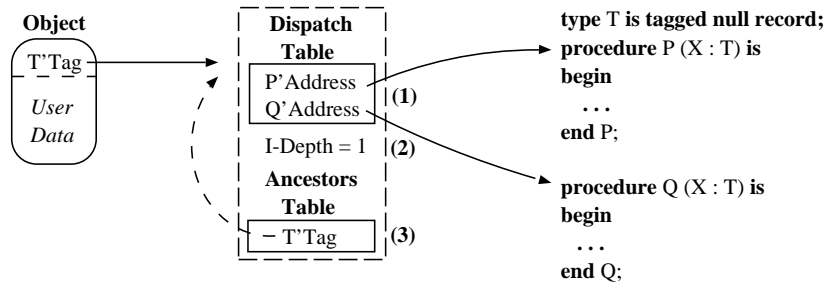 Object
T’Tag
User
Data
Dispatch
Table
P’Address
Q’Address
(1)
I-Depth = 1
(2)
Ancestors
Table
T’Tag
(3)
type T is tagged null record;
procedure P (X : T) is
begin
. . .
end P;
procedure Q (X : T) is
begin
. . .
end Q;